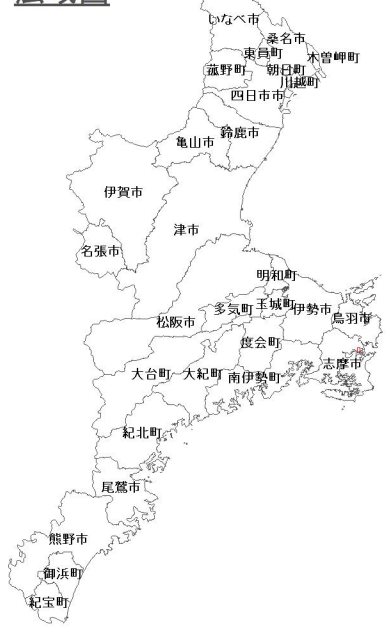 いなべ市
桑名市
東員町
木曽岬町
菰野町
朝日町
川越町
四日市市
鈴鹿市
亀山市
伊賀市
津市
名張市
明和町
玉城町
多気町
伊勢市
鳥羽市
松阪市
度会町
志摩市
大台町
大紀町
南伊勢町
紀北町
尾鷲市
熊野市
御浜町
紀宝町